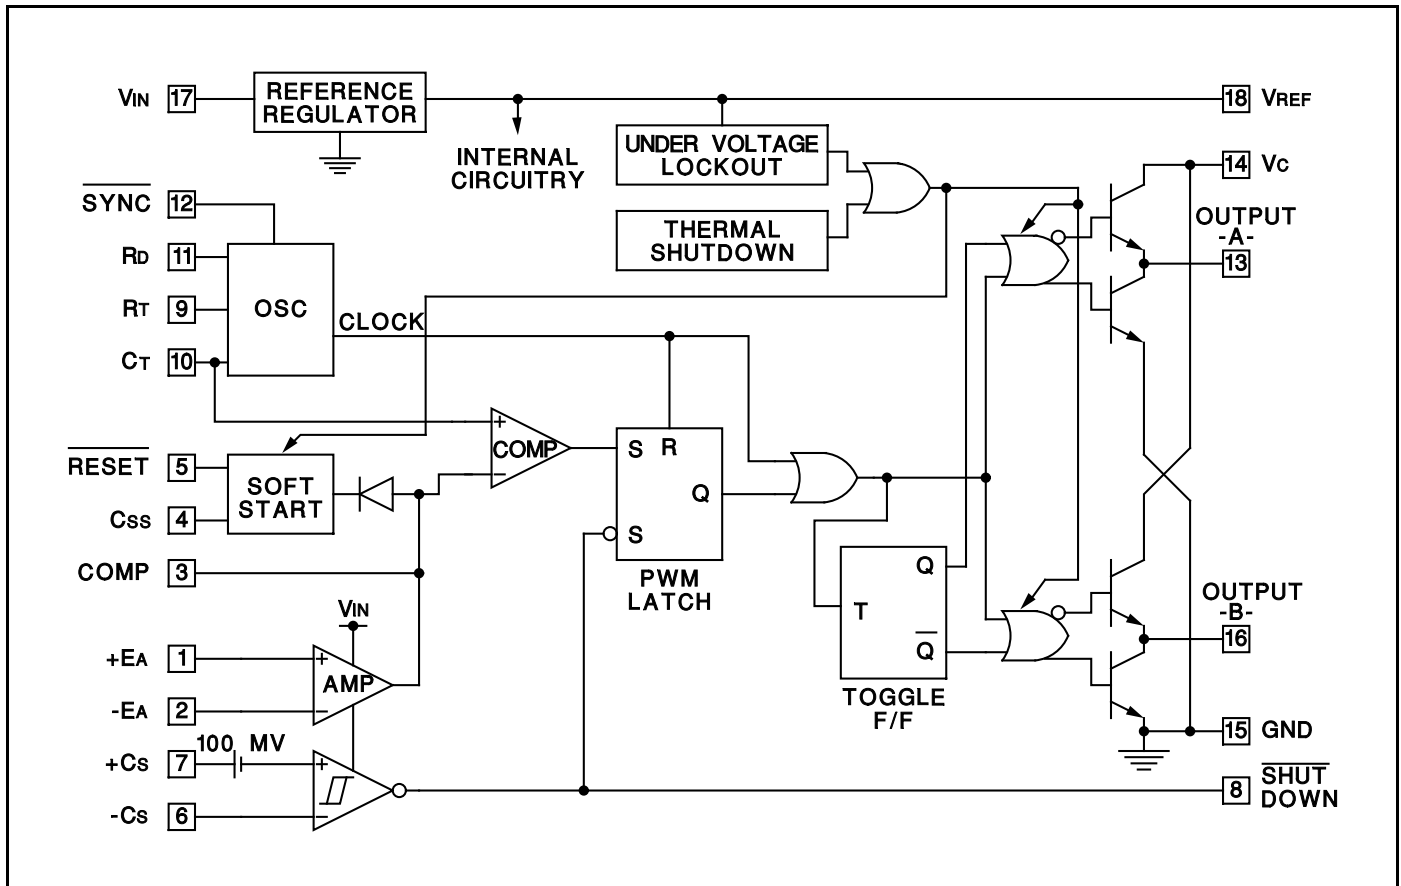 VIN 17
REFERENCE
REGULATOR
18 VREF
INTERNAL
CIRCUITRY
UNDER VOLTAGE
LOCKOUT
THERMAL
SHUTDOWN
14 VC
OUTPUT
-A-
13
SYNC 12
RD 11
RT 9
CT 10
OSC
CLOCK
RESET 5
CSS 4
SOFT
START
COMP 3
+
COMP
−
S R
Q
S
PWM
LATCH
Q
T
Q
TOGGLE
F/F
OUTPUT
-B-
16
VIN
+EA 1
-EA 2
+
AMP
−
100 MV
+CS 7
-CS 6
+
−
15 GND
8 SHUT
DOWN